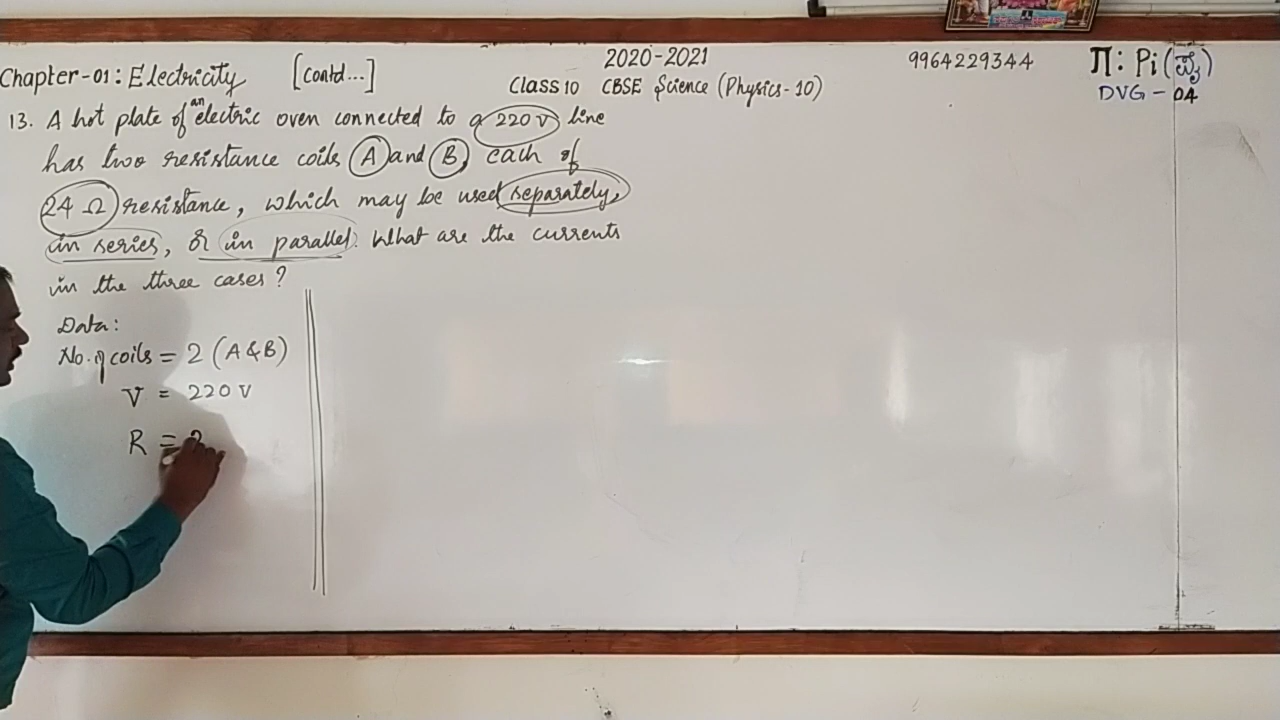 2020-2021
9964229344
Π: Pi(ಪೈ)
DVG - 04
Chapter-01: Electricity [Contd...]
Class 10 CBSE Science (Physics-10)
13. A hot plate of an electric oven connected to a 220 V line
has two resistance coils A and B, each of
24 Ω resistance, which may be used separately,
in series, or in parallel. What are the currents
in the three cases?
Data:
No. of coils = 2 (A & B)
V = 220 V
R = 2